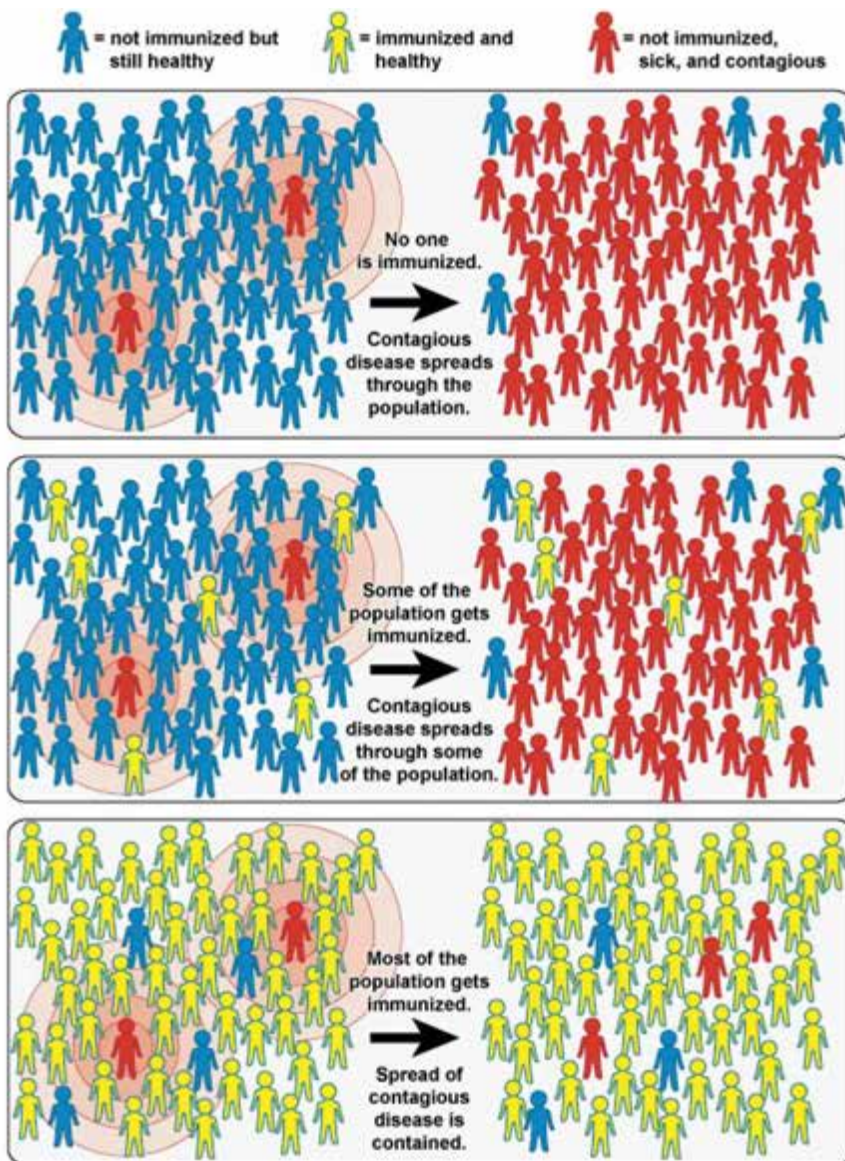 = not immunized but
still healthy
= immunized and
healthy
= not immunized,
sick, and contagious
No one
is immunized.
Contagious
disease spreads
through the
population.
Some of the
population gets
immunized.
Contagious
disease spreads
through some
of the population.
Most of the
population gets
immunized.
Spread of
contagious
disease is
contained.